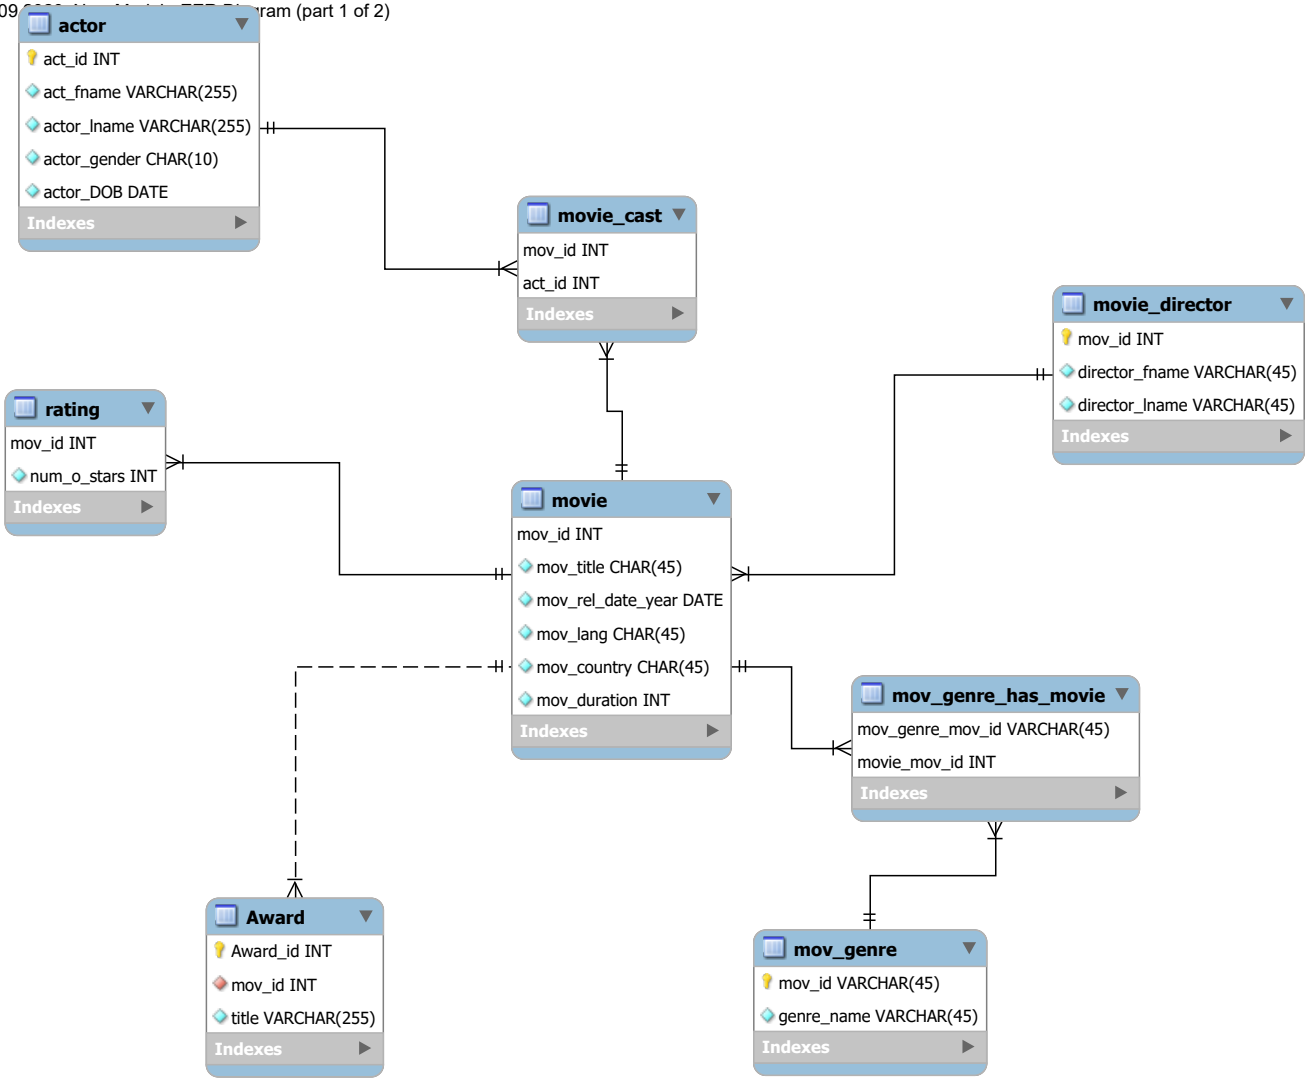 (part 1 of 2)
actor
act_id INT
act_fname VARCHAR(255)
actor_lname VARCHAR(255)
actor_gender CHAR(10)
actor_DOB DATE
Indexes
movie_cast
mov_id INT
act_id INT
Indexes
movie_director
mov_id INT
director_fname VARCHAR(45)
director_lname VARCHAR(45)
Indexes
rating
mov_id INT
num_o_stars INT
Indexes
movie
mov_id INT
mov_title CHAR(45)
mov_rel_date_year DATE
mov_lang CHAR(45)
mov_country CHAR(45)
mov_duration INT
Indexes
mov_genre_has_movie
mov_genre_mov_id VARCHAR(45)
movie_mov_id INT
Indexes
Award
Award_id INT
mov_id INT
title VARCHAR(255)
Indexes
mov_genre
mov_id VARCHAR(45)
genre_name VARCHAR(45)
Indexes